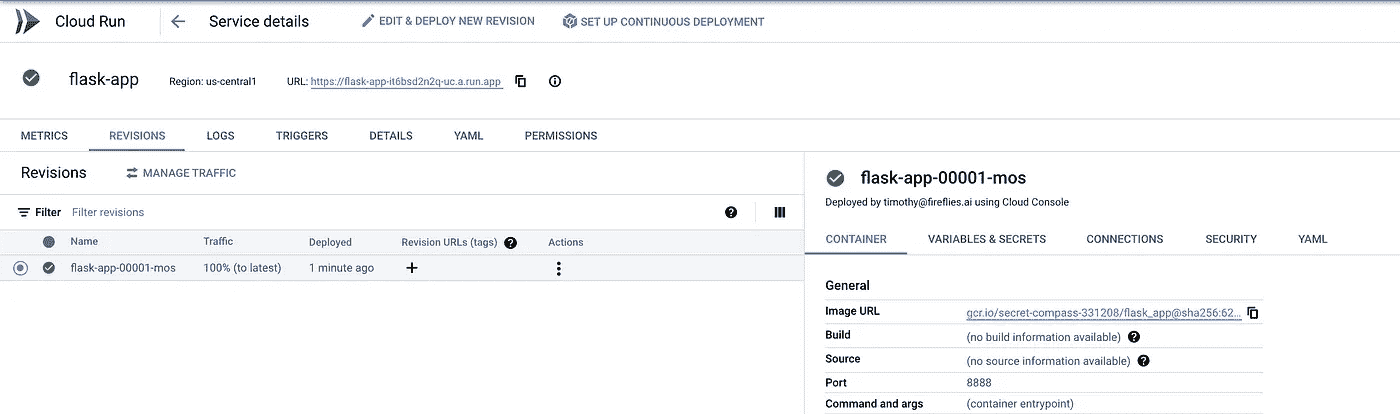 Cloud Run
Service details
EDIT & DEPLOY NEW REVISION
SET UP CONTINUOUS DEPLOYMENT
flask-app
Region: us-central1
URL: https://flask-app-it6bsd2n2q-uc.a.run.app
METRICS
REVISIONS
LOGS
TRIGGERS
DETAILS
YAML
PERMISSIONS
Revisions
MANAGE TRAFFIC
Filter Filter revisions
Name Traffic Deployed Revision URLs (tags) Actions
flask-app-00001-mos 100% (to latest) 1 minute ago
flask-app-00001-mos
Deployed by timothy@fireflies.ai using Cloud Console
CONTAINER
VARIABLES & SECRETS
CONNECTIONS
SECURITY
YAML
General
Image URL gcr.io/secret-compass-331208/flask_app@sha256:62...
Build (no build information available)
Source (no source information available)
Port 8888
Command and args (container entrypoint)